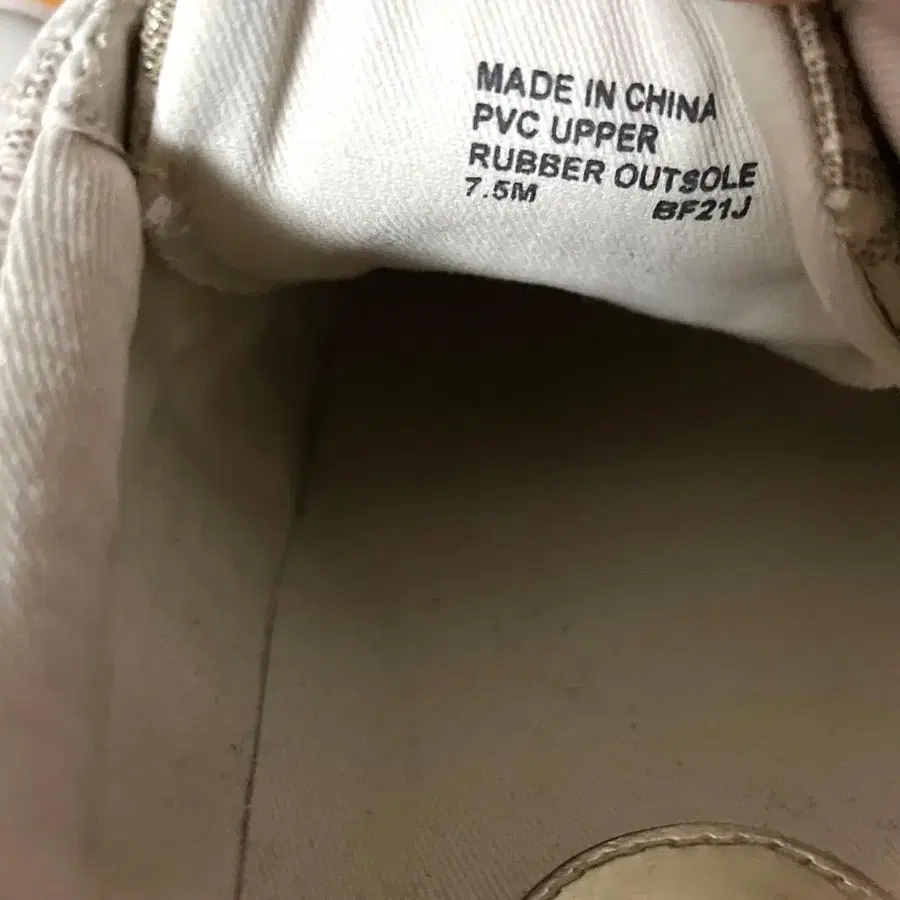 MADE IN CHINA
PVC UPPER
RUBBER OUTSOLE
7.5M BF21J